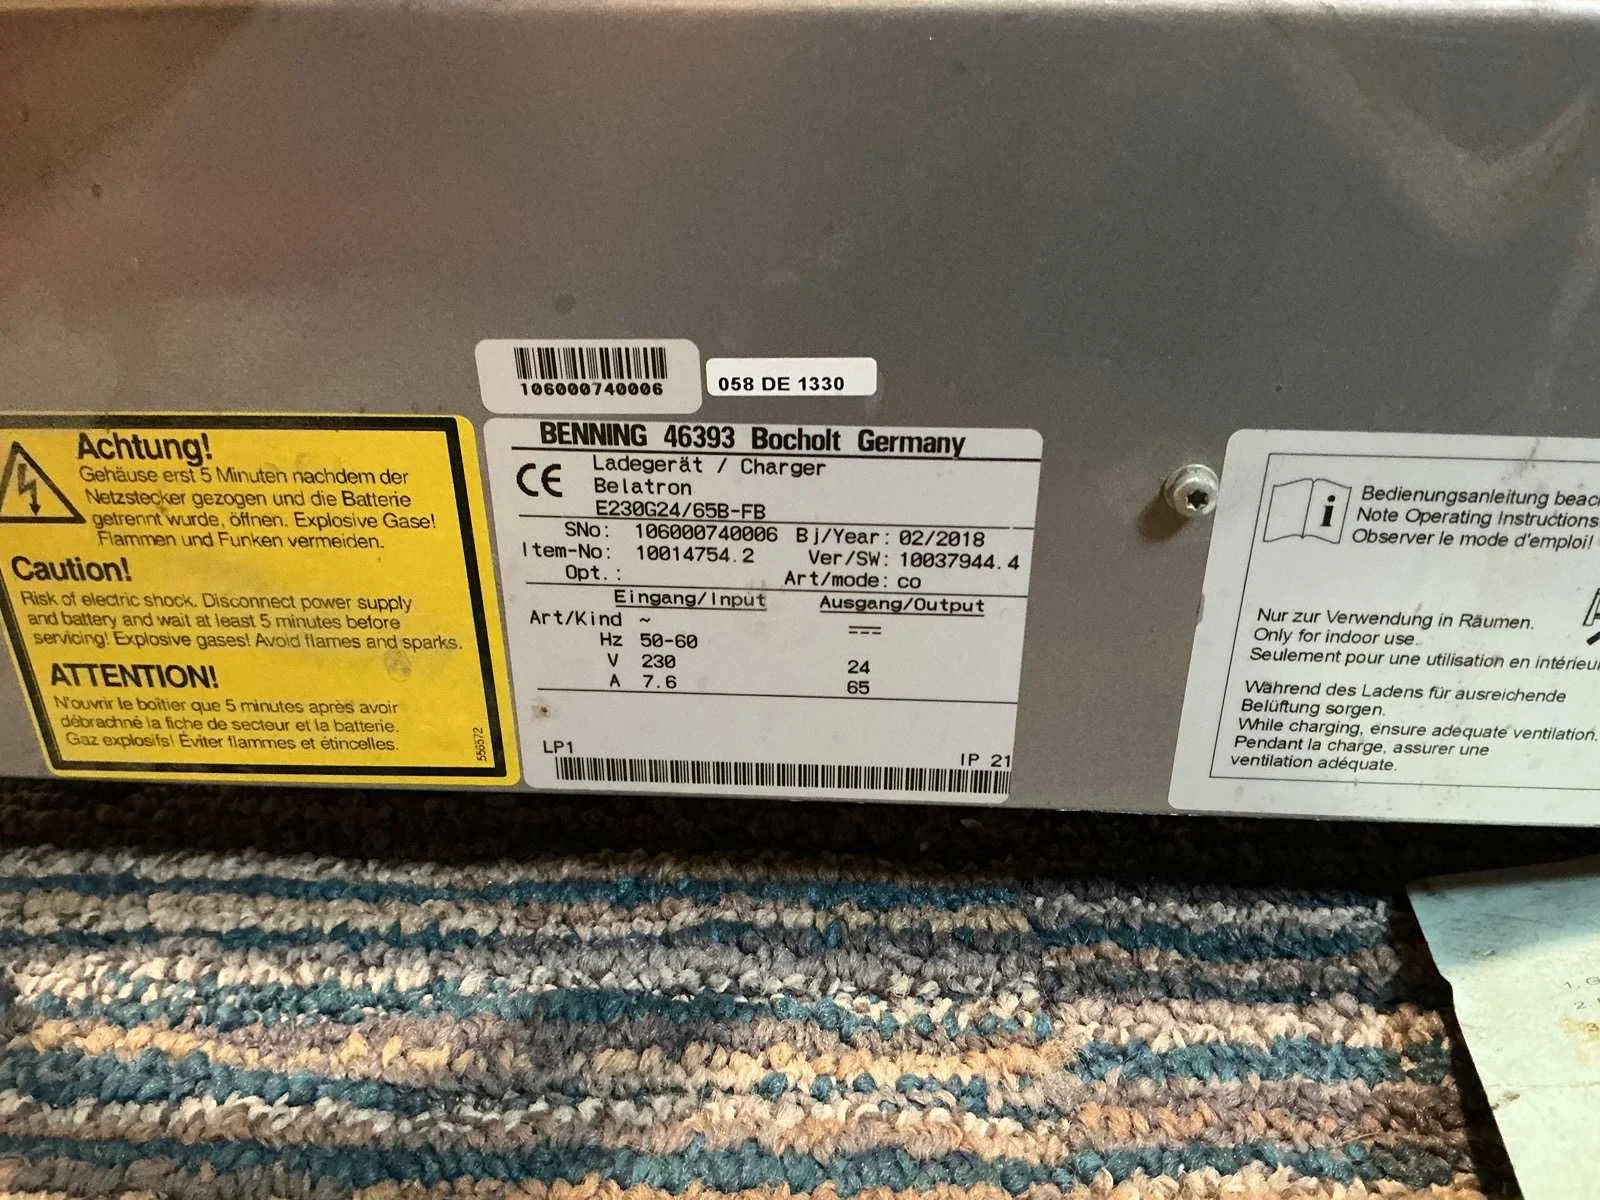 106000740006
058 DE 1330
Achtung!
Gehäuse erst 5 Minuten nachdem der
Netzstecker gezogen und die Batterie
getrennt wurde, öffnen. Explosive Gase!
Flammen und Funken vermeiden.
Caution!
Risk of electric shock. Disconnect power supply
and battery and wait at least 5 minutes before
servicing! Explosive gases! Avoid flames and sparks.
ATTENTION!
N'ouvrir le boîtier que 5 minutes après avoir
débrachné la fiche de secteur et la batterie.
Gaz explosifs! Éviter flammes et étincelles.
556572
BENNING 46393 Bocholt Germany
CE Ladegerät / Charger
Belatron
E230G24/65B-FB
SNo: 106000740006 Bj/Year: 02/2018
Item-No: 10014754.2 Ver/SW: 10037944.4
Opt.: Art/mode: co
Eingang/Input Ausgang/Output
Art/Kind ~
Hz 50-60
V 230 24
A 7.6 65
LP1 IP 21
i
Bedienungsanleitung
Note Operating Instructions
Observer le mode d'emploi!
Nur zur Verwendung in Räumen.
Only for indoor use.
Seulement pour une utilisation en
Während des Ladens für ausreichende
Belüftung sorgen.
While charging, ensure adequate ventilation.
Pendant la charge, assurer une
ventilation adéquate.
1.
2
3